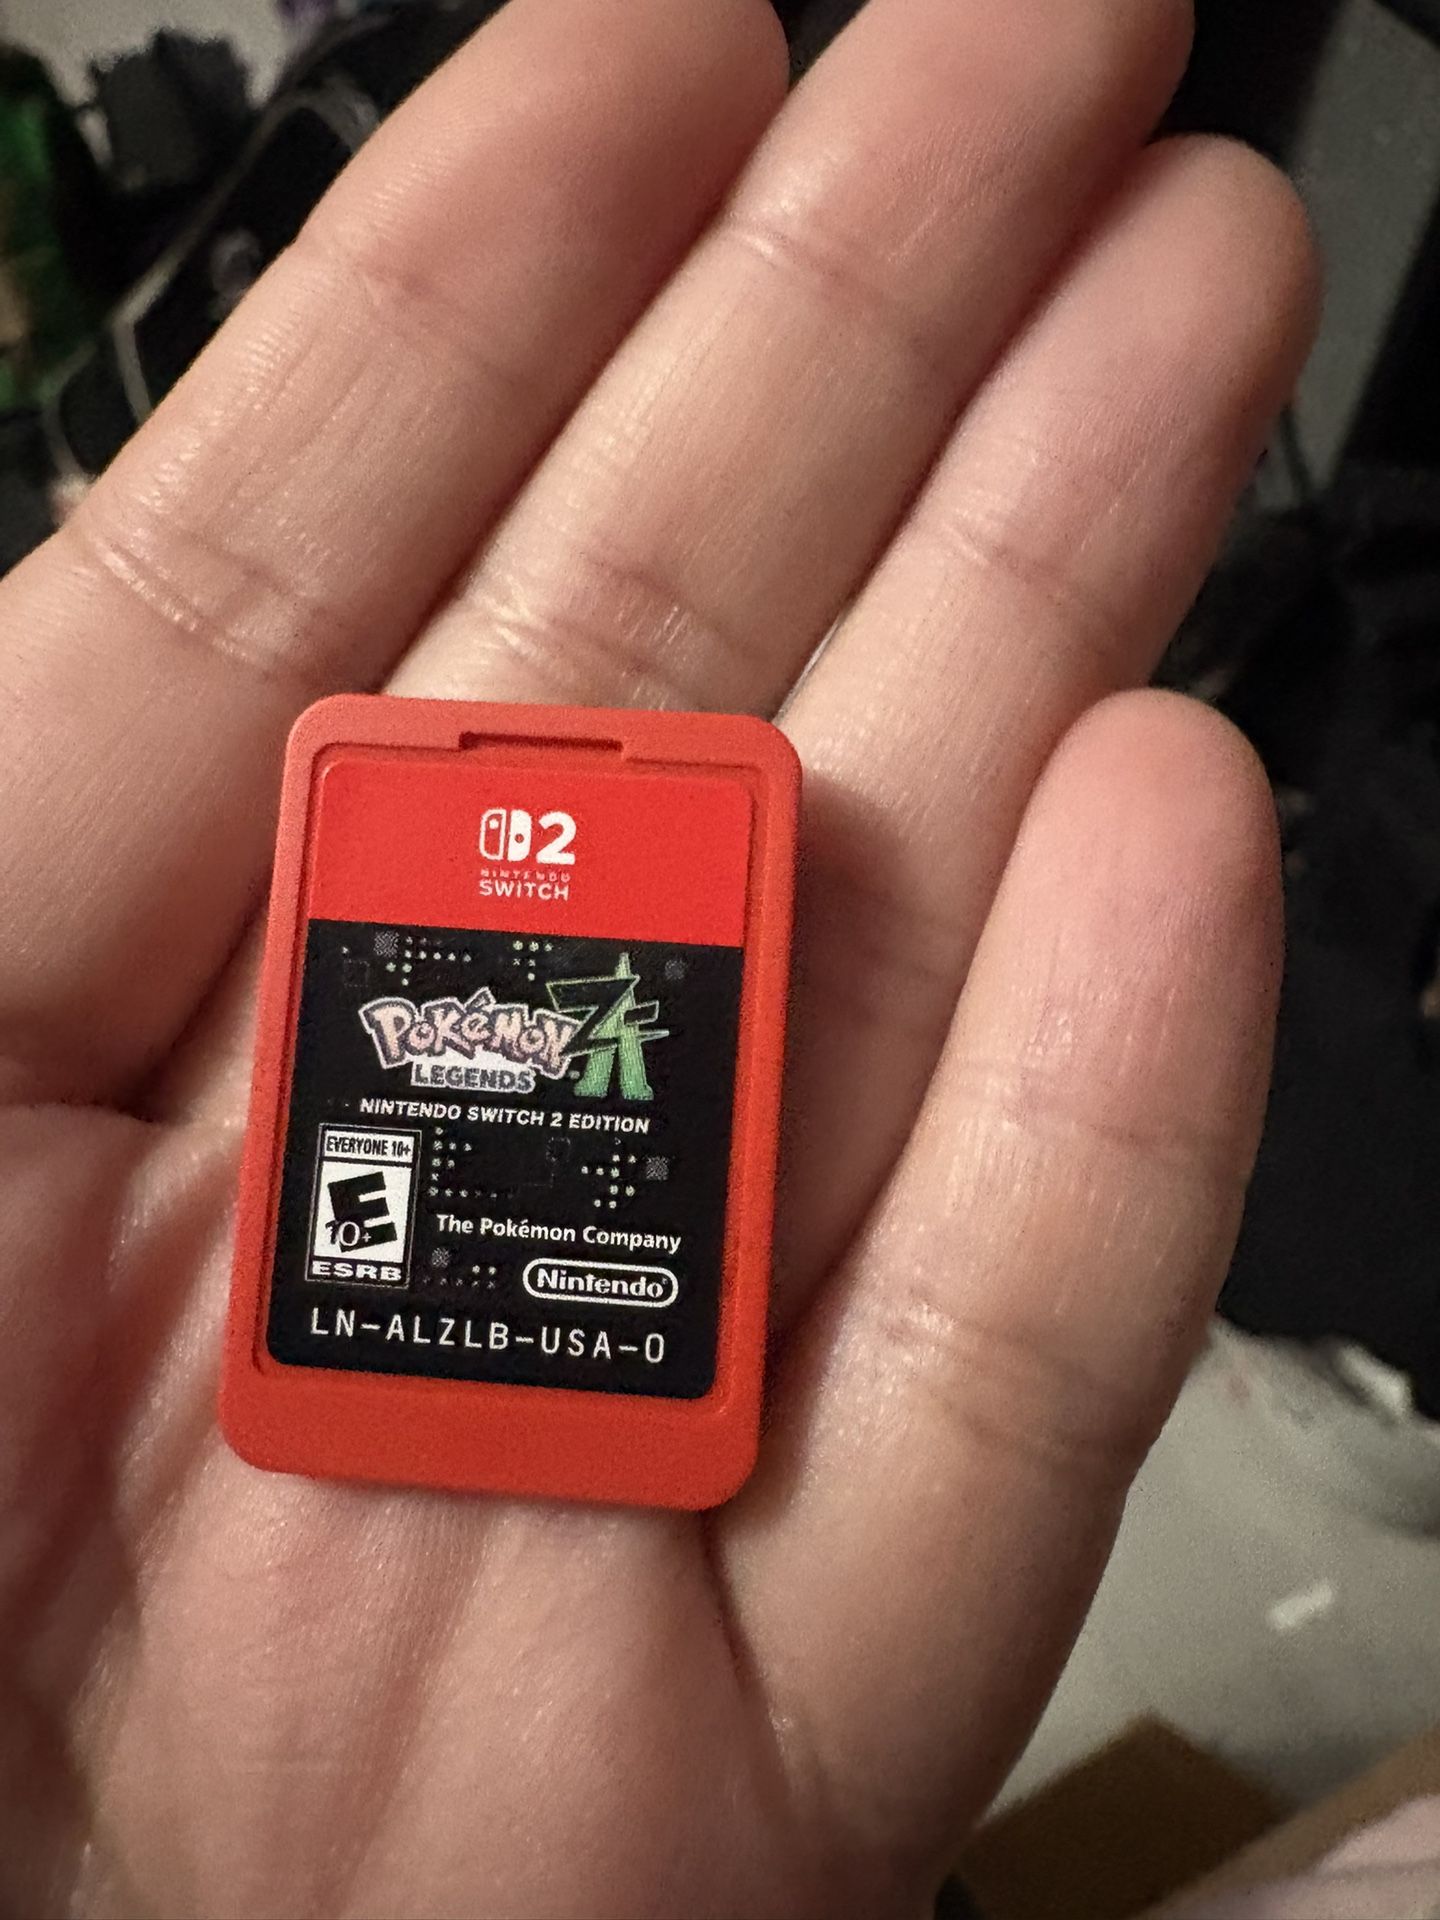 2
NINTENDO
SWITCH
POKéMON
LEGENDS ZA
NINTENDO SWITCH 2 EDITION
EVERYONE 10+
E
10+
ESRB
The Pokémon Company
Nintendo®
LN-ALZLB-USA-0